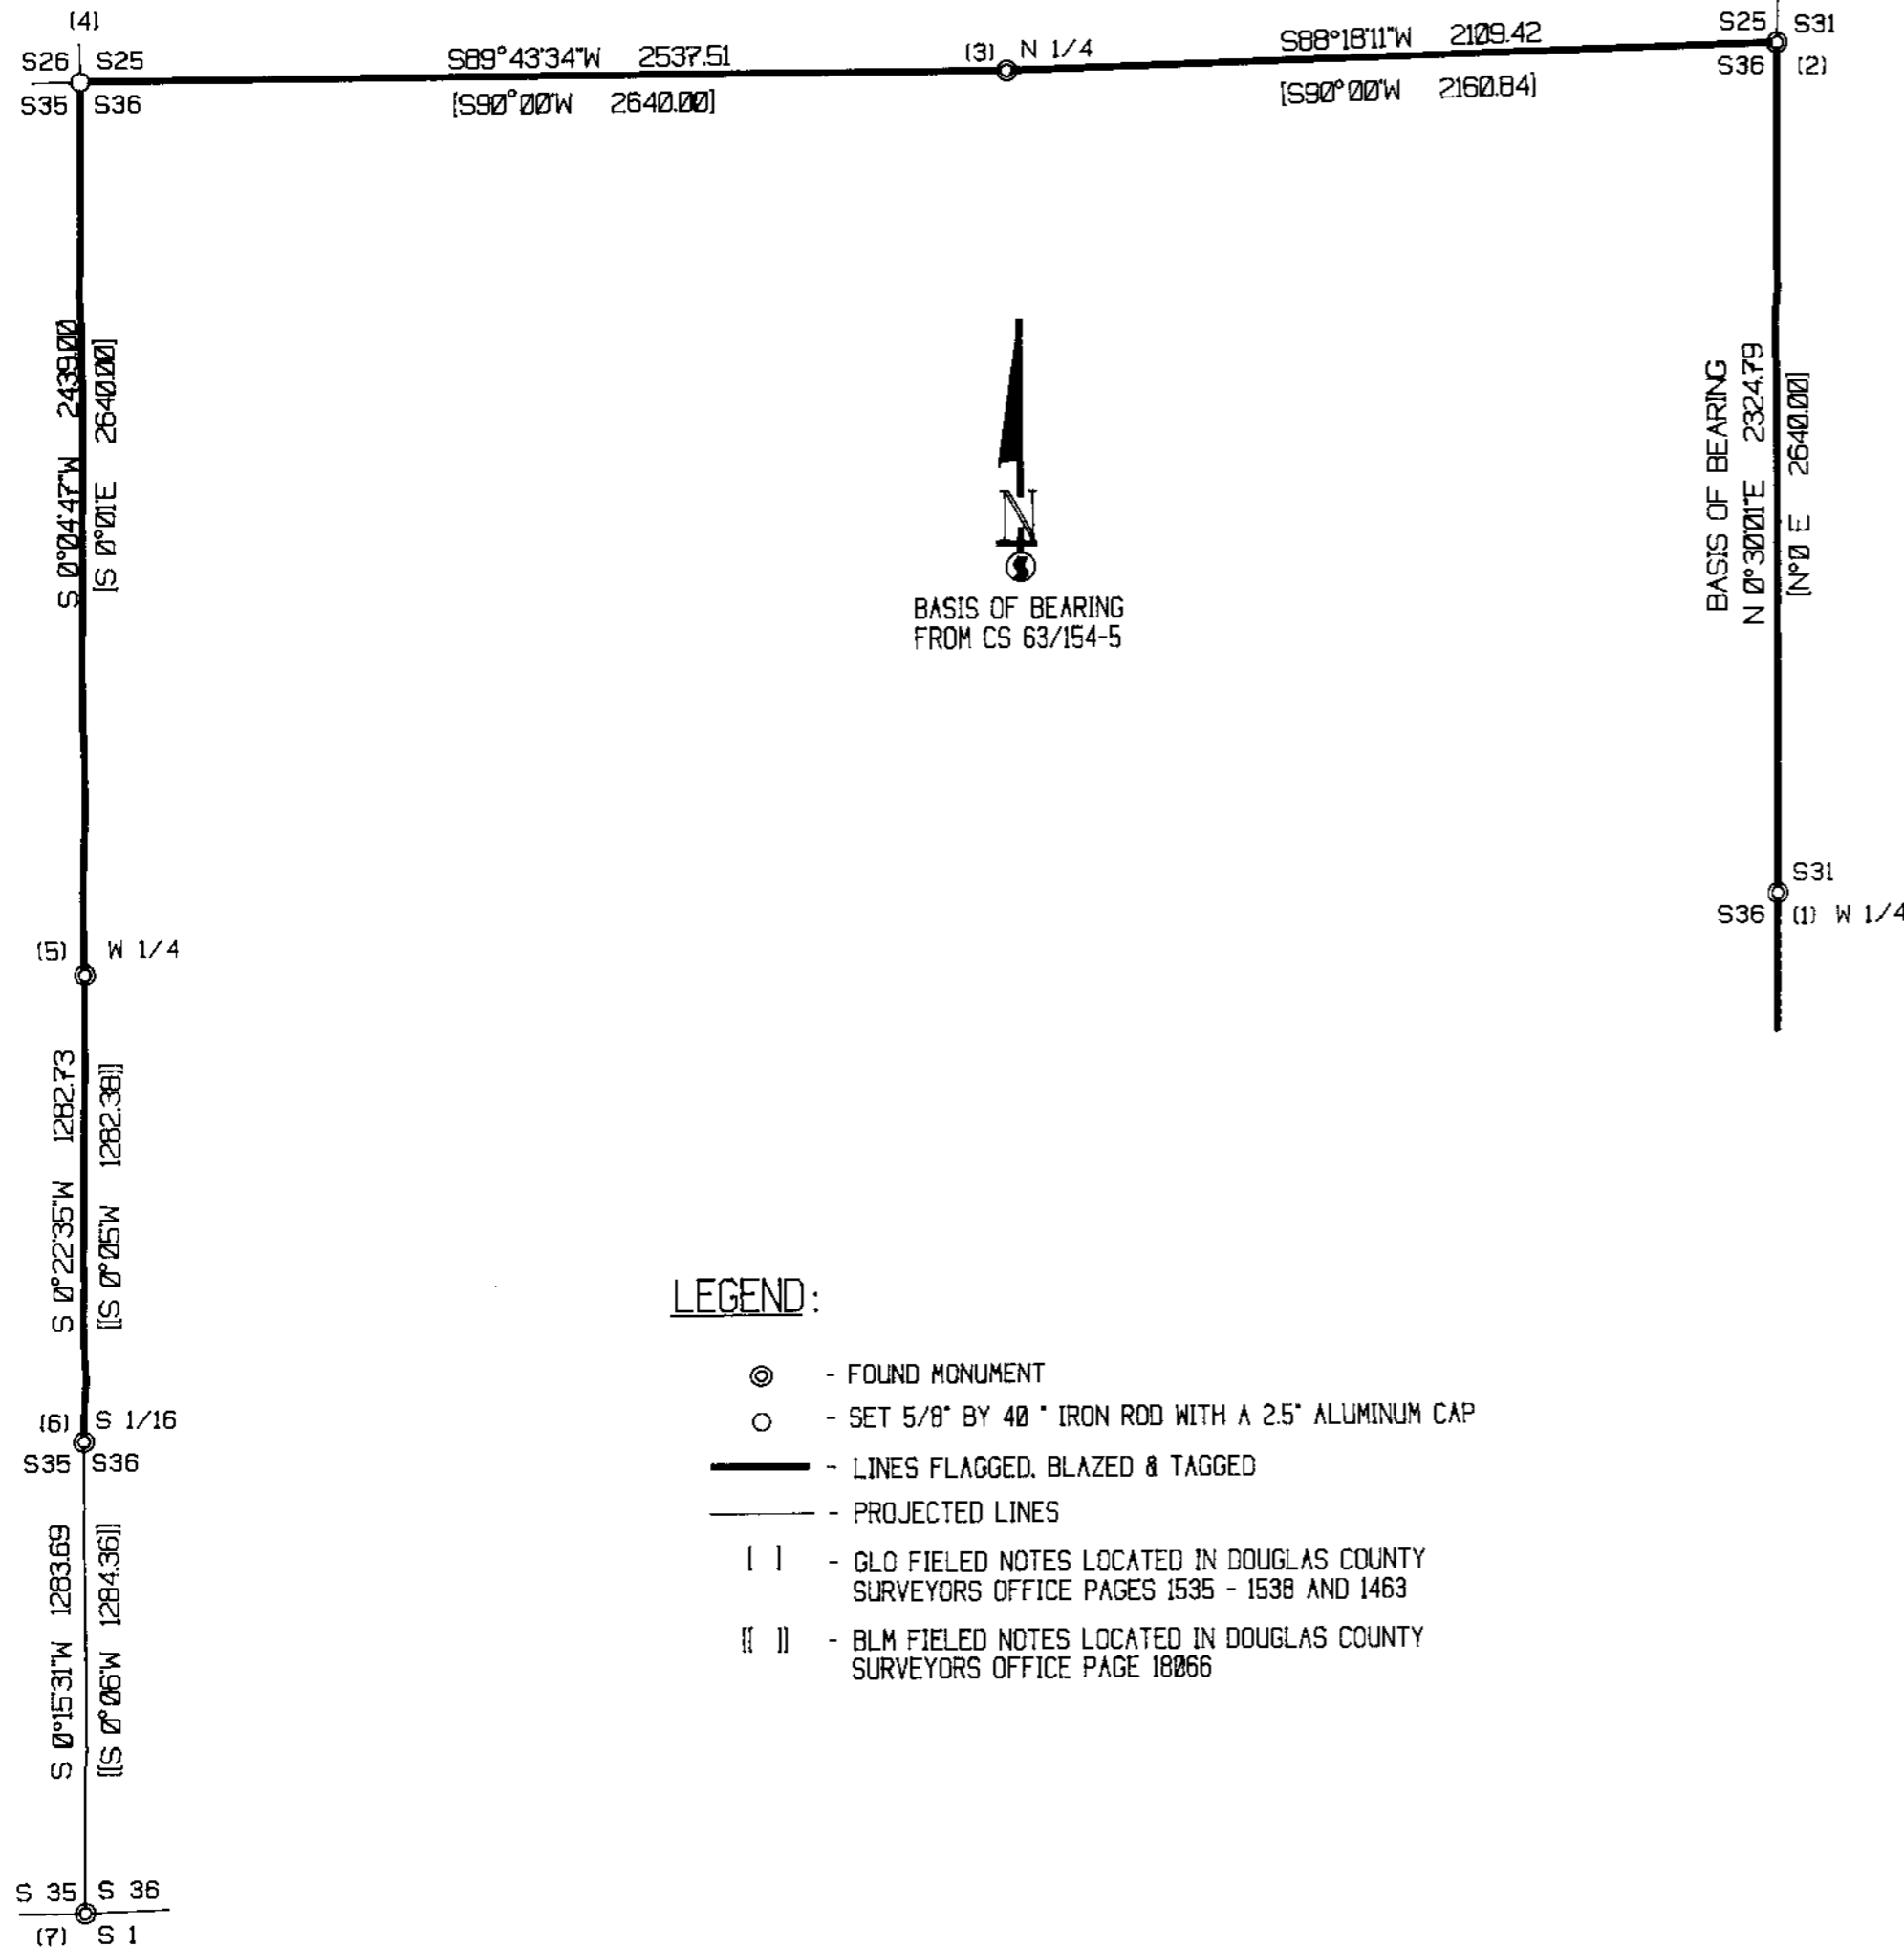 (4)
S26 S25
S35 S36
S89°43'34"W 2537.51
[S90°00'W 2640.00]
(3) N 1/4
S88°18'11"W 2109.42
[S90°00'W 2160.84]
S25 S31
S36 (2)
S 0°04'47"W 2439.00
[S 0°01'E 2640.00]
N
BASIS OF BEARING
FROM CS 63/154-5
BASIS OF BEARING
N 0°30'01"E 2324.79
[N°0 E 2640.00]
S31
S36 (1) W 1/4
(5) W 1/4
S 0°22'35"W 1282.73
[[S 0°05'W 1282.38]]
(6) S 1/16
S35 S36
S 0°15'31"W 1283.69
[[S 0°06'W 1284.36]]
S 35 S 36
(7) S 1
LEGEND:
- FOUND MONUMENT
- SET 5/8" BY 40 " IRON ROD WITH A 2.5" ALUMINUM CAP
- LINES FLAGGED, BLAZED & TAGGED
- PROJECTED LINES
[ ] - GLO FIELED NOTES LOCATED IN DOUGLAS COUNTY
SURVEYORS OFFICE PAGES 1535 - 1538 AND 1463
[[ ]] - BLM FIELED NOTES LOCATED IN DOUGLAS COUNTY
SURVEYORS OFFICE PAGE 18066